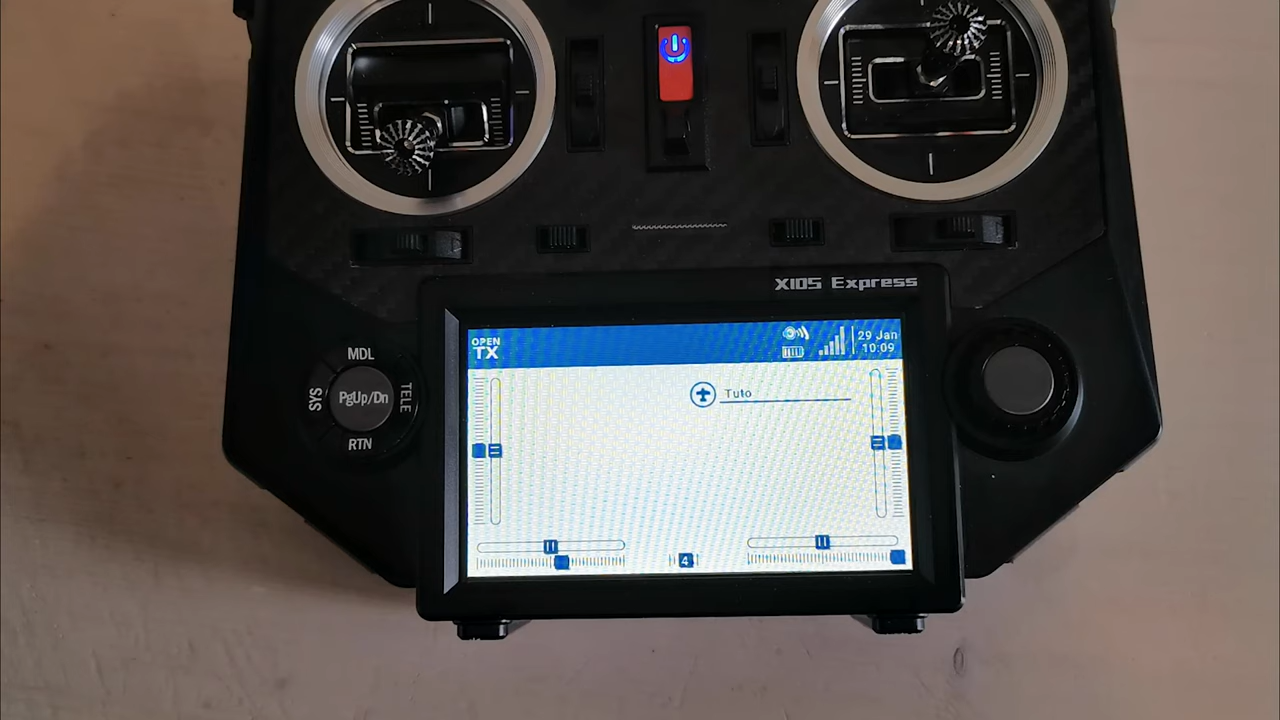 X10S Express
OPEN
TX
29 Jan
10:09
Tuto
4
MDL
SYS
PgUp/Dn
TELE
RTN